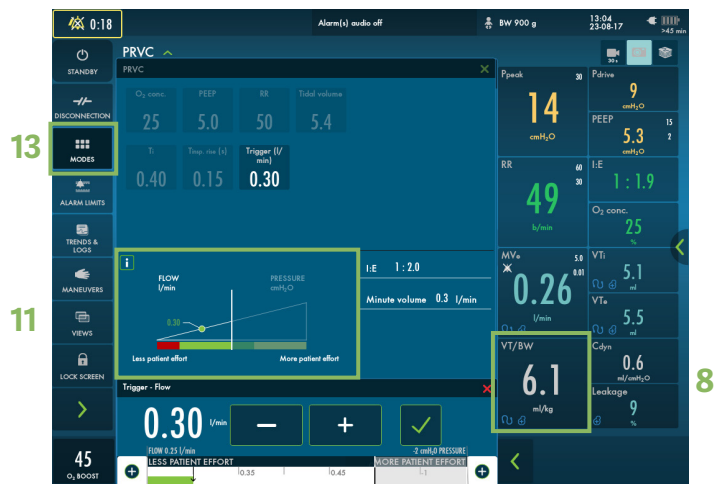 0:18
Alarm(s) audio off
BW 900 g
13:04
23-08-17
>45 min
STANDBY
DISCONNECTION
13
MODES
ALARM LIMITS
TRENDS &
LOGS
MANEUVERS
11
VIEWS
LOCK SCREEN
45
O₂ BOOST
PRVC
PRVC
O₂ conc.
PEEP
RR
Tidal volume
25
5.0
50
5.4
Ti
Tinsp. rise (s)
Trigger (l/
min)
0.40
0.15
0.30
i
FLOW
l/min
PRESSURE
cmH₂O
0.30
Less patient effort
More patient effort
I:E 1 : 2.0
Minute volume 0.3 l/min
Trigger - Flow
0.30 l/min
FLOW 0.25 l/min
-2 cmH₂O PRESSURE
LESS PATIENT EFFORT
MORE PATIENT EFFORT
0.35
0.45
-1
30 s
Ppeak 30
14
cmH₂O
Pdrive
9
cmH₂O
PEEP 15
5.3 2
cmH₂O
RR 60
30
49
b/min
I:E
1 : 1.9
O₂ conc.
25
%
MVe 5.0
0.01
0.26
l/min
VTi
5.1
ml
VTe
5.5
ml
VT/BW
6.1
ml/kg
8
Cdyn
0.6
ml/cmH₂O
Leakage
9
%